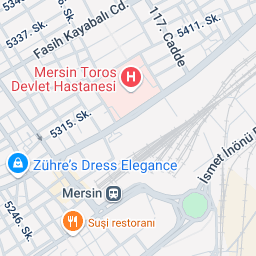 5337. Sk.
Fasih Kayabalı Cd.
117. Cadde
5411. Sk.
Mersin Toros
Devlet Hastanesi
H
5315. Sk.
İsmet İnönü
Zühre's Dress Elegance
Mersin
5246. Sk.
Suşi restoranı